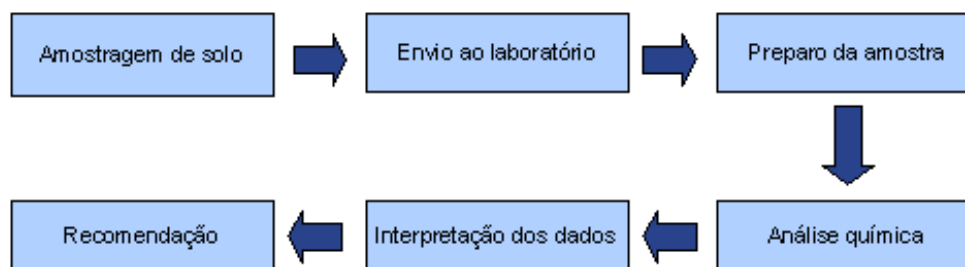 Amostragem de solo
Envio ao laboratório
Preparo da amostra
Análise química
Interpretação dos dados
Recomendação